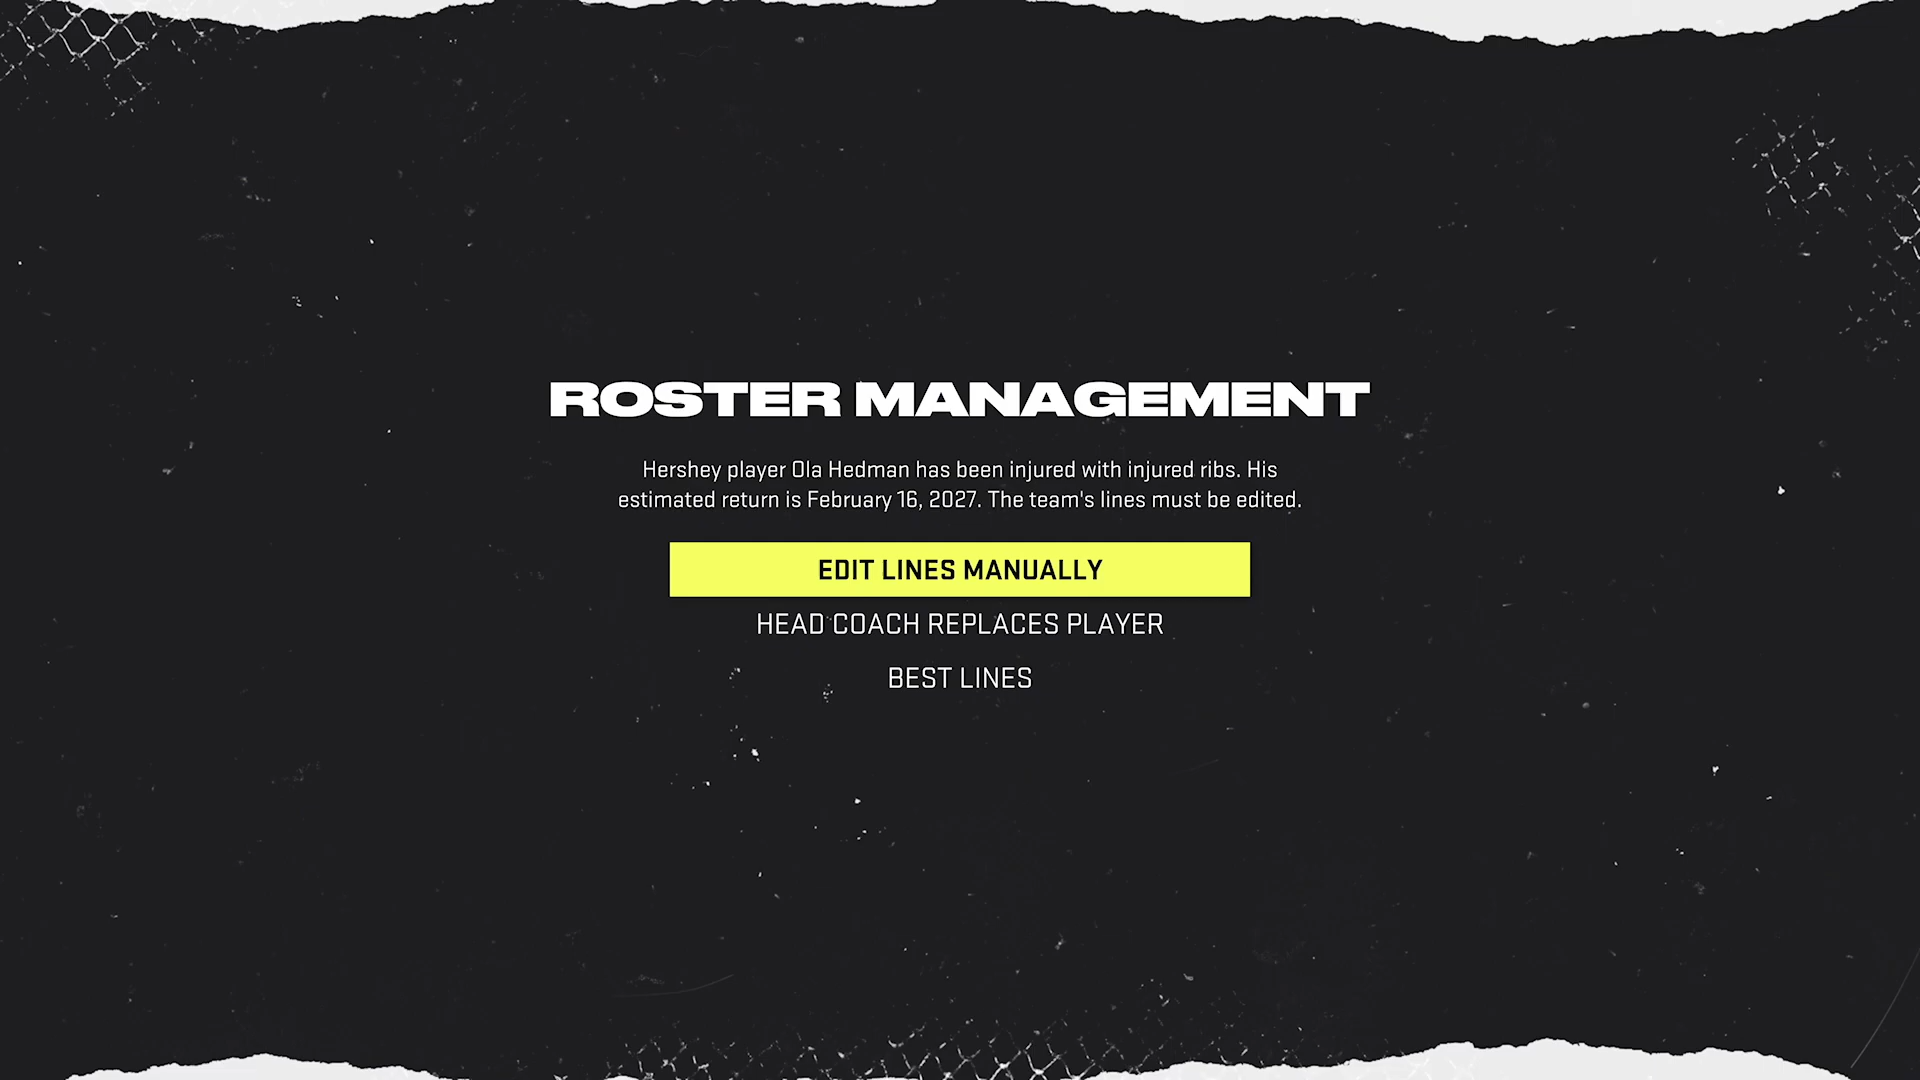 ROSTER MANAGEMENT
Hershey player Ola Hedman has been injured with injured ribs. His
estimated return is February 16, 2027. The team's lines must be edited.
EDIT LINES MANUALLY
HEAD COACH REPLACES PLAYER
BEST LINES